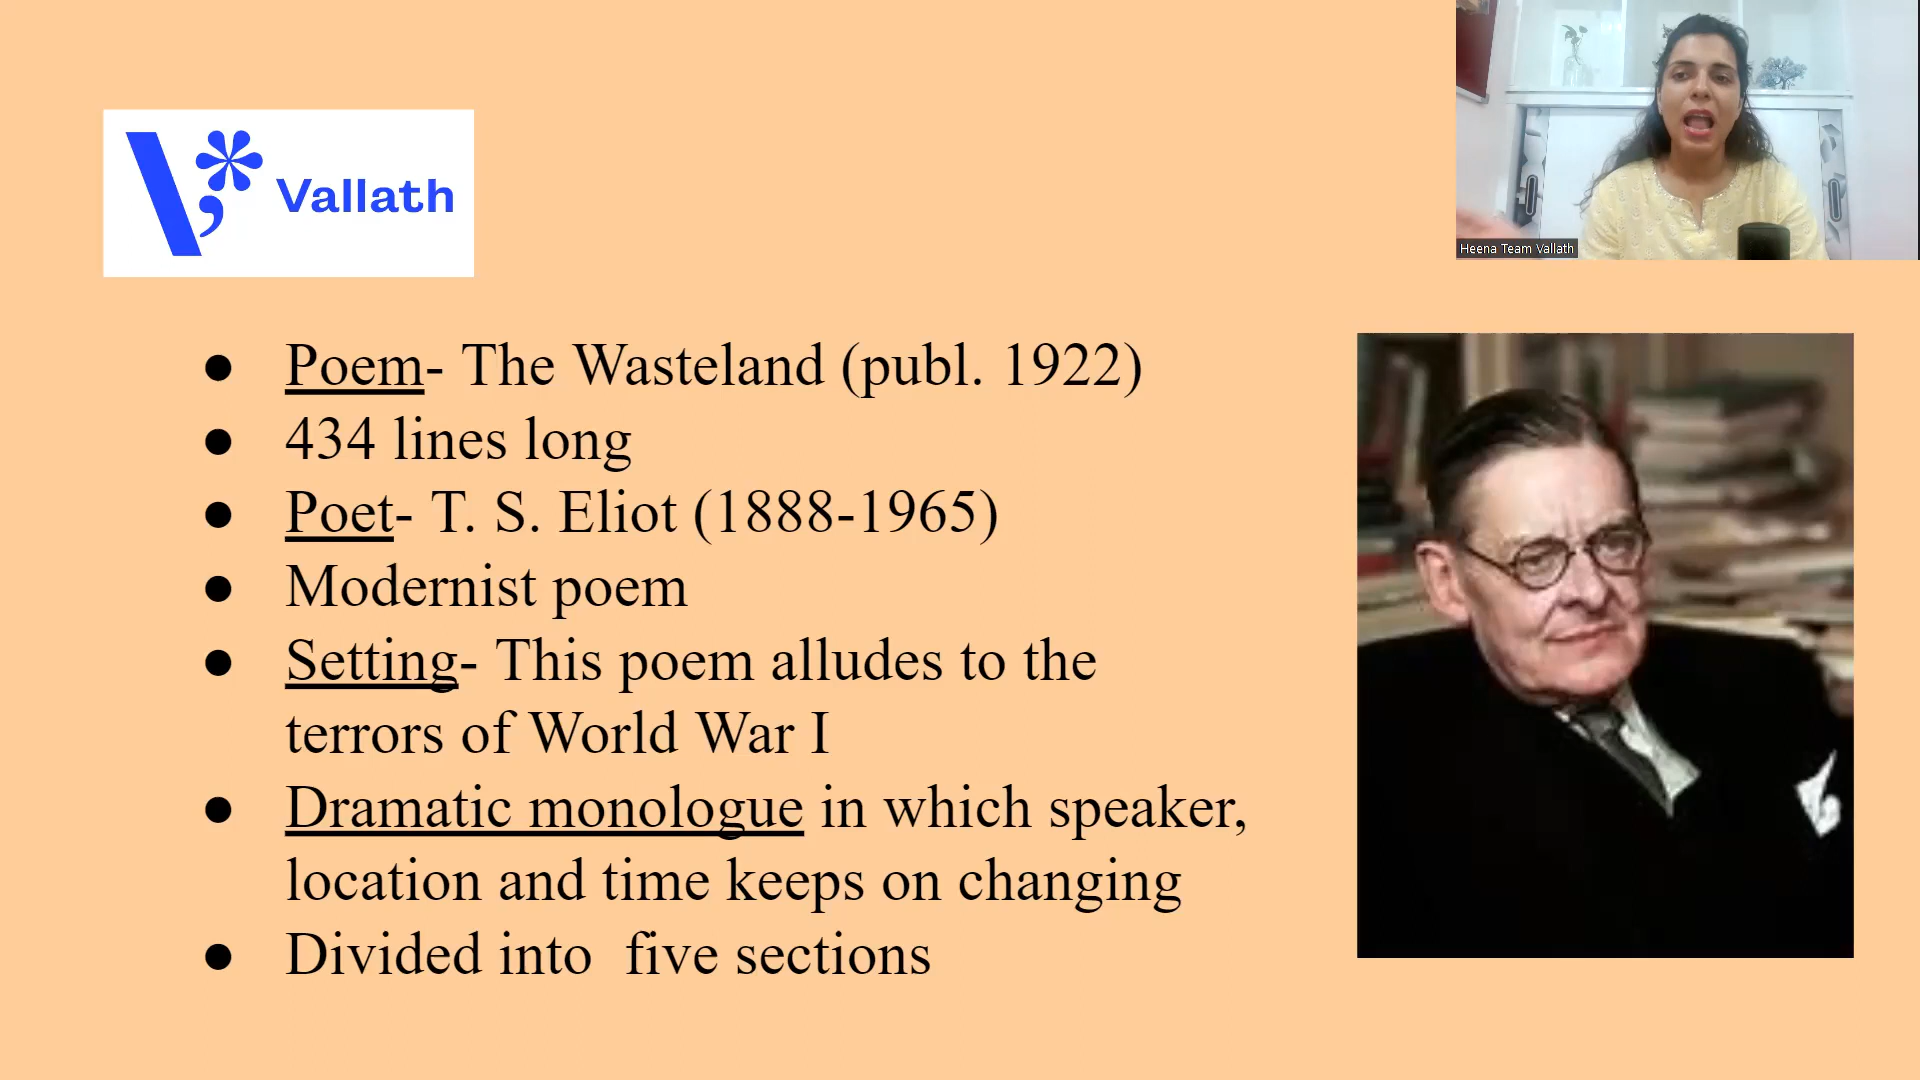 Vallath
Heena Team Vallath
● Poem- The Wasteland (publ. 1922)
● 434 lines long
● Poet- T. S. Eliot (1888-1965)
● Modernist poem
● Setting- This poem alludes to the
terrors of World War I
● Dramatic monologue in which speaker,
location and time keeps on changing
● Divided into  five sections